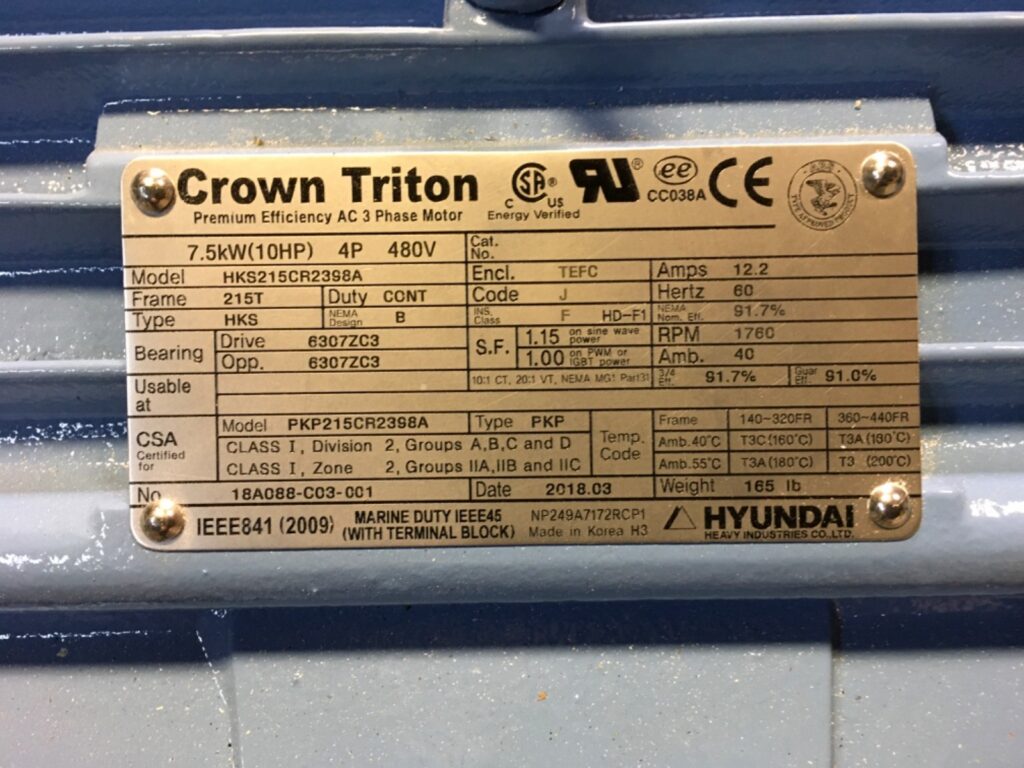 Crown Triton
Premium Efficiency AC 3 Phase Motor
C SA ® US
Energy Verified
RU ®
ee
CC038A
CE
TYPE APPROVED PRODUCT
7.5kW(10HP) 4P 480V Cat. No.
Model HKS215CR2398A Encl. TEFC Amps 12.2
Frame 215T Duty CONT Code J Hertz 60
Type HKS NEMA Design B INS. Class F HD-F1 NEMA Nom. Eff. 91.7%
Bearing Drive 6307ZC3 S.F. 1.15 on sine wave power RPM 1760
Opp. 6307ZC3 1.00 on PWM or IGBT power Amb. 40
Usable at 10:1 CT, 20:1 VT, NEMA MG1 Part31 3/4 Eff. 91.7% Guar Eff. 91.0%
CSA Certified for Model PKP215CR2398A Type PKP Temp. Code Frame 140~320FR 360~440FR
CLASS I, Division 2, Groups A,B,C and D Amb.40°C T3C(160°C) T3A(180°C)
CLASS I, Zone 2, Groups IIA,IIB and IIC Amb.55°C T3A(180°C) T3 (200°C)
No. 18A088-C03-001 Date 2018.03 Weight 165 lb
IEEE841 (2009) MARINE DUTY IEEE45 (WITH TERMINAL BLOCK) NP249A7172RCP1 Made in Korea H3 HYUNDAI
HEAVY INDUSTRIES CO.,LTD.